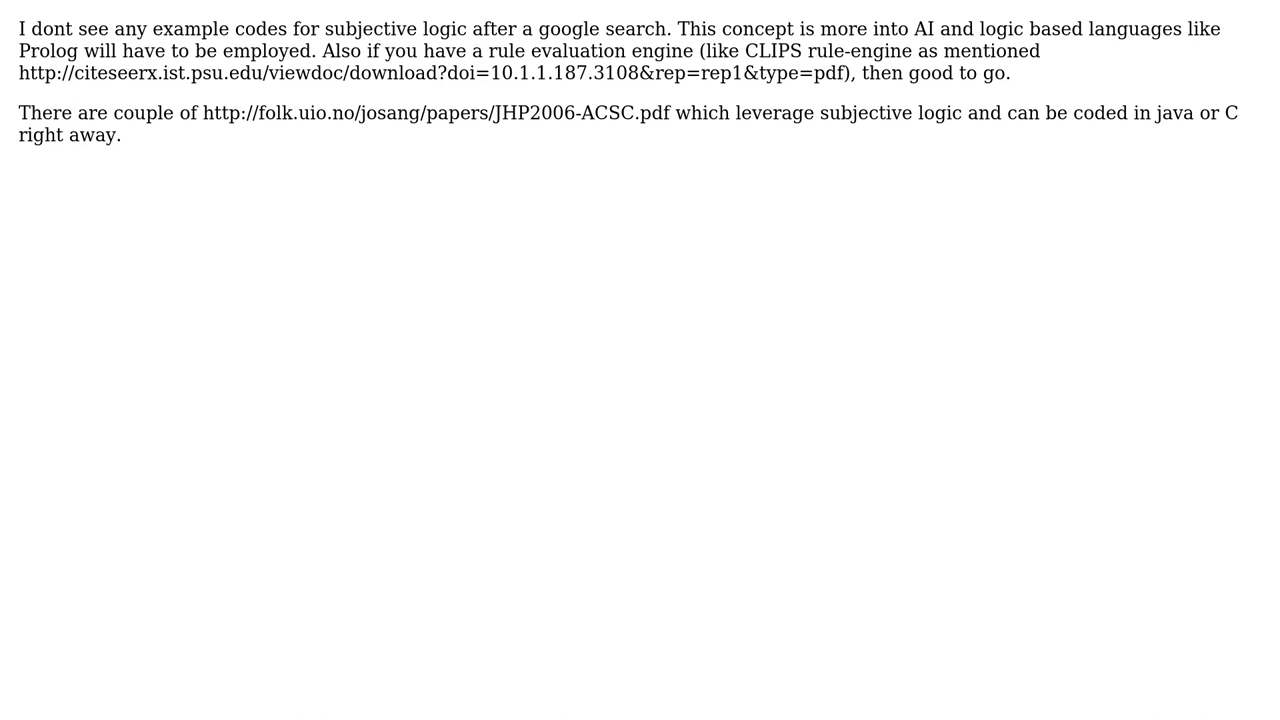 I dont see any example codes for subjective logic after a google search. This concept is more into AI and logic based languages like
Prolog will have to be employed. Also if you have a rule evaluation engine (like CLIPS rule-engine as mentioned
http://citeseerx.ist.psu.edu/viewdoc/download?doi=10.1.1.187.3108&rep=rep1&type=pdf), then good to go.
There are couple of http://folk.uio.no/josang/papers/JHP2006-ACSC.pdf which leverage subjective logic and can be coded in java or C
right away.